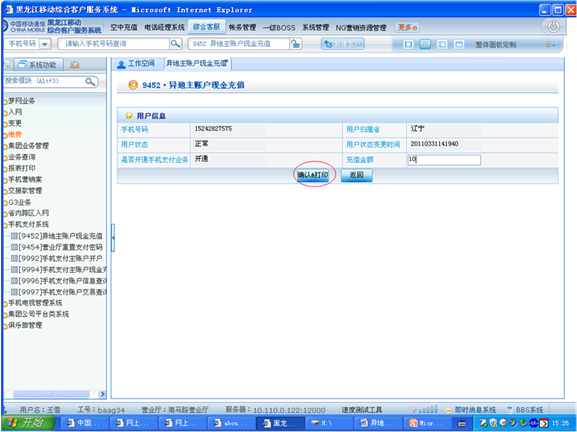 黑龙江移动综合客户服务系统 - Microsoft Internet Explorer
中国移动通信 CHINA MOBILE 黑龙江移动 综合客户服务系统 空中充值 电话经理系统 综合客服 帐务管理 一级BOSS 系统管理 NG营销资源管理 更多
手机号码 请输入手机号码查询 9452 异地主账户现金充值 整体面板定制
系统功能 工作空间 异地主账户现金充值
搜索模块 (Alt+3)
9452·异地主账户现金充值
梦网业务
入网
变更
缴费
集团业务管理
业务查询
报表打印
手机营销案
交接款管理
G3业务
省内跨区入网
手机支付系统
[9452]异地主账户现金充值
[9454]营业厅重置支付密码
[9992]手机支付主账户开户
[9994]手机支付主账户现金充
[9996]手机支付账户信息查询
[9997]手机支付账户交易查询
手机电视管理系统
集团公司平台类系统
俱乐部管理
用户信息
手机号码 15242827575 用户归属省 辽宁
用户状态 正常 用户状态变更时间 20110331141940
是否开通手机支付业务 开通 充值金额 10
确认&打印 返回
用户名：王雪 工号：baag34 营业厅：南马路营业厅 服务器：10.110.0.122:12000 速度测试工具 即时消息系统 BBS系统
开始 中国... 网上... 网上... abou... 黑龙... H:\ 异地... Micr... 15:26